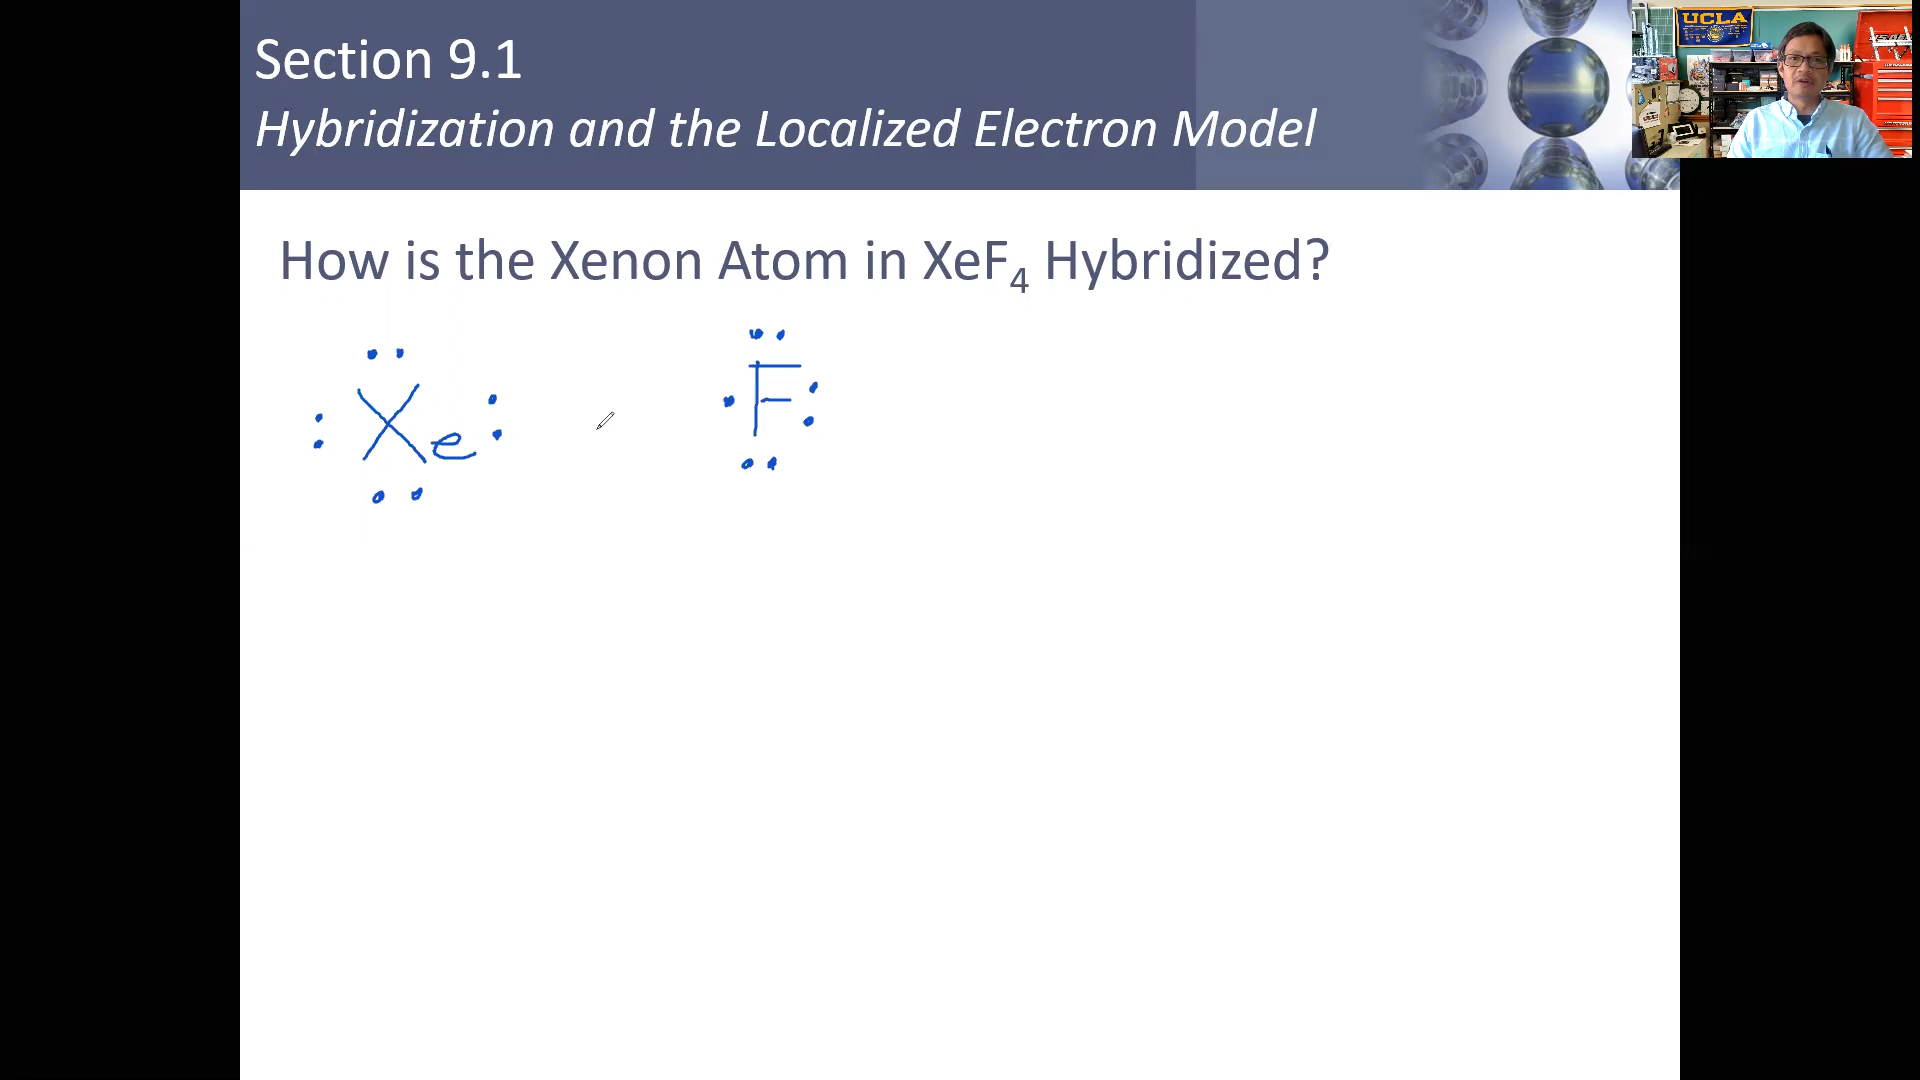 Section 9.1
Hybridization and the Localized Electron Model
UCLA
How is the Xenon Atom in XeF₄ Hybridized?
Xe
F